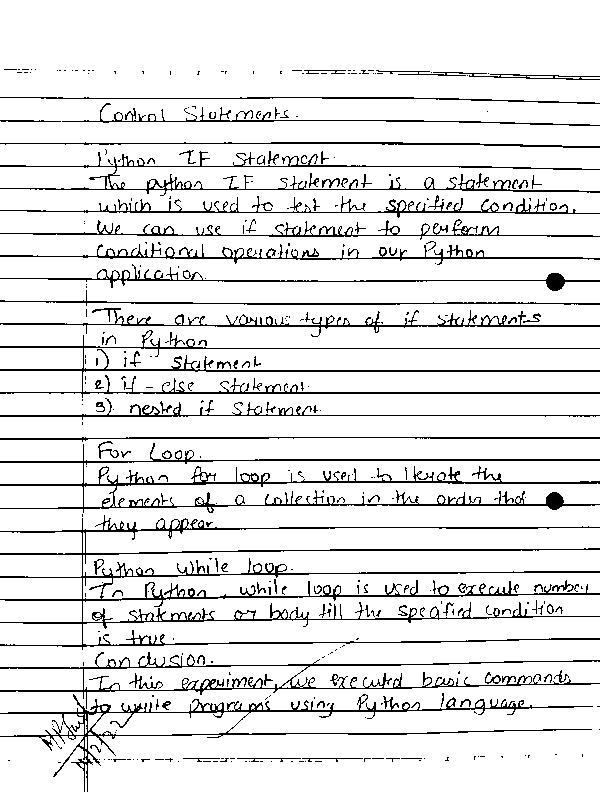 Control Statements.
Python IF Statement.
The python IF statement is a statement
which is used to test the specified condition.
We can use if statement to perform
conditional operations in our Python
application.
There are various types of if statements
in Python
1) if statement
2) if-else statement.
3) nested if statement.
For Loop.
Python for loop is used to iterate the
elements of a collection in the order that
they appear.
Python while loop.
In Python, while loop is used to execute number
of statements or body till the specified condition
is true.
Conclusion.
In this experiment, we executed basic commands
to write programs using Python language.